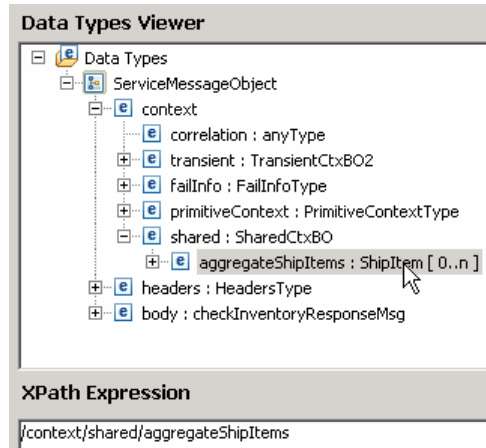 Data Types Viewer
Data Types
ServiceMessageObject
context
correlation : anyType
transient : TransientCtxBO2
failInfo : FailInfoType
primitiveContext : PrimitiveContextType
shared : SharedCtxBO
aggregateShipItems : ShipItem [ 0..n ]
headers : HeadersType
body : checkInventoryResponseMsg
XPath Expression
/context/shared/aggregateShipItems